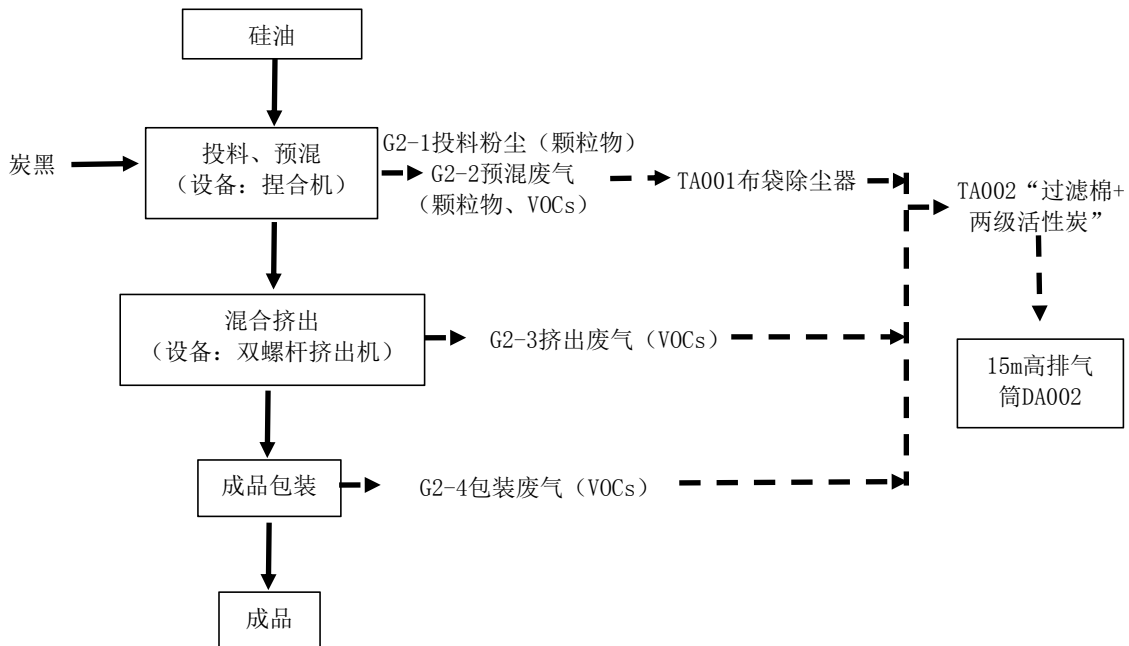 硅油
炭黑
投料、预混
（设备：捏合机）
G2-1投料粉尘（颗粒物）
G2-2预混废气
（颗粒物、VOCs）
TA001布袋除尘器
TA002“过滤棉+
两级活性炭”
混合挤出
（设备：双螺杆挤出机）
G2-3挤出废气（VOCs）
15m高排气
筒DA002
成品包装
G2-4包装废气（VOCs）
成品